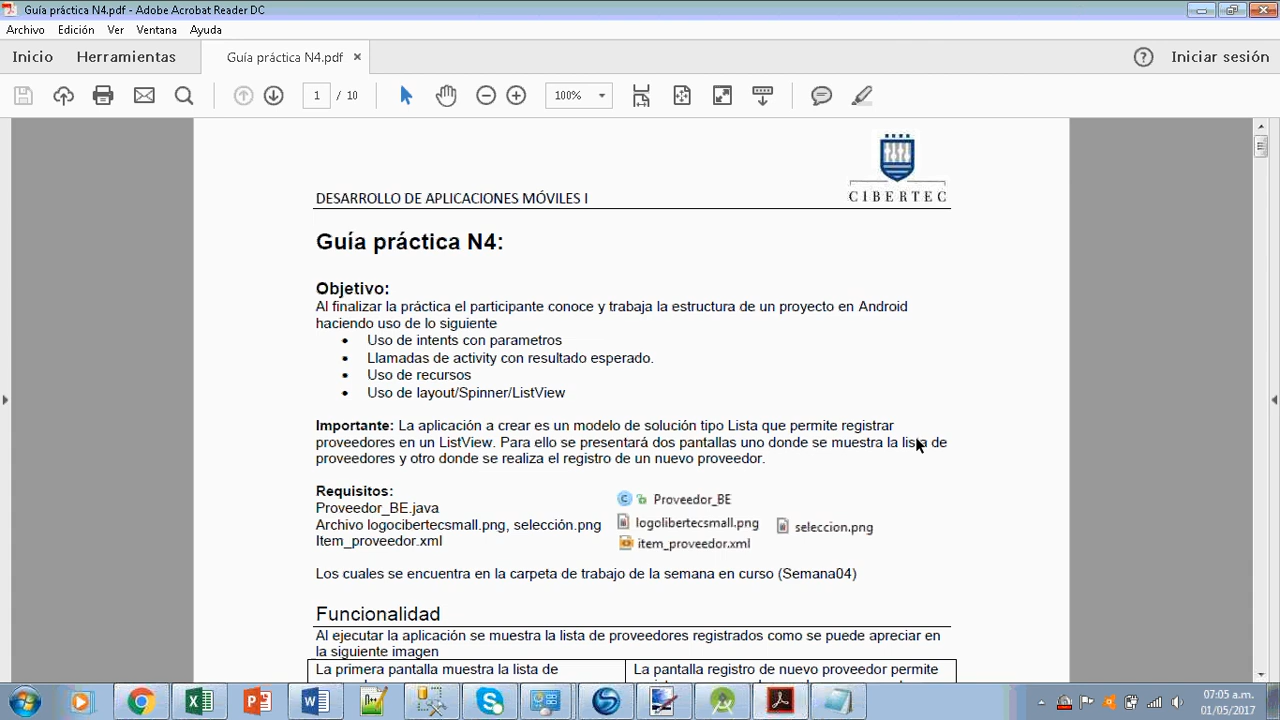 Guía práctica N4.pdf - Adobe Acrobat Reader DC
Archivo Edición Ver Ventana Ayuda
Inicio Herramientas Guía práctica N4.pdf × ? Iniciar sesión
1 / 10 100%
CIBERTEC
DESARROLLO DE APLICACIONES MÓVILES I
Guía práctica N4:
Objetivo:
Al finalizar la práctica el participante conoce y trabaja la estructura de un proyecto en Android
haciendo uso de lo siguiente
• Uso de intents con parametros
• Llamadas de activity con resultado esperado.
• Uso de recursos
• Uso de layout/Spinner/ListView
Importante: La aplicación a crear es un modelo de solución tipo Lista que permite registrar
proveedores en un ListView. Para ello se presentará dos pantallas uno donde se muestra la lista de
proveedores y otro donde se realiza el registro de un nuevo proveedor.
Requisitos:
Proveedor_BE.java
Archivo logocibertecsmall.png, selección.png
Item_proveedor.xml
C Proveedor_BE
logolibertecsmall.png seleccion.png
item_proveedor.xml
Los cuales se encuentra en la carpeta de trabajo de la semana en curso (Semana04)
Funcionalidad
Al ejecutar la aplicación se muestra la lista de proveedores registrados como se puede apreciar en
la siguiente imagen
La primera pantalla muestra la lista de La pantalla registro de nuevo proveedor permite
07:05 a.m.
01/05/2017